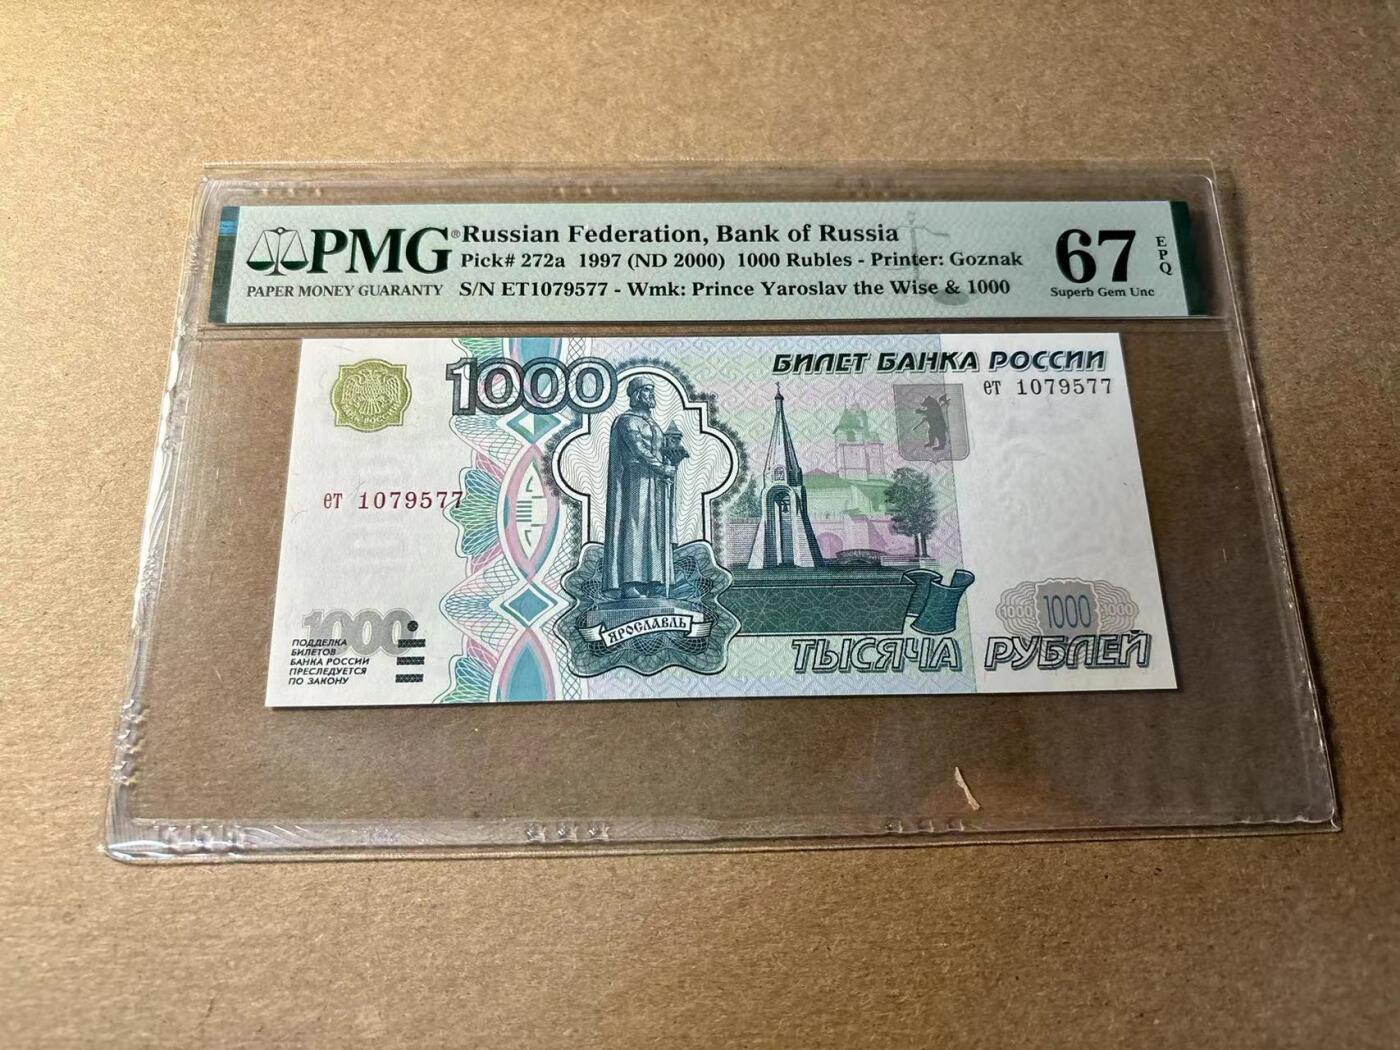 PMG®
PAPER MONEY GUARANTY
Russian Federation, Bank of Russia
Pick# 272a 1997 (ND 2000) 1000 Rubles - Printer: Goznak
S/N ET1079577 - Wmk: Prince Yaroslav the Wise & 1000
67
Superb Gem Unc
EPQ
1000
БИЛЕТ БАНКА РОССИИ
ет 1079577
ет 1079577
1000
ПОДДЕЛКА
БИЛЕТОВ
БАНКА РОССИИ
ПРЕСЛЕДУЕТСЯ
ПО ЗАКОНУ
ЯРОСЛАВЛЬ
1000 1000 1000
ТЫСЯЧА РУБЛЕЙ